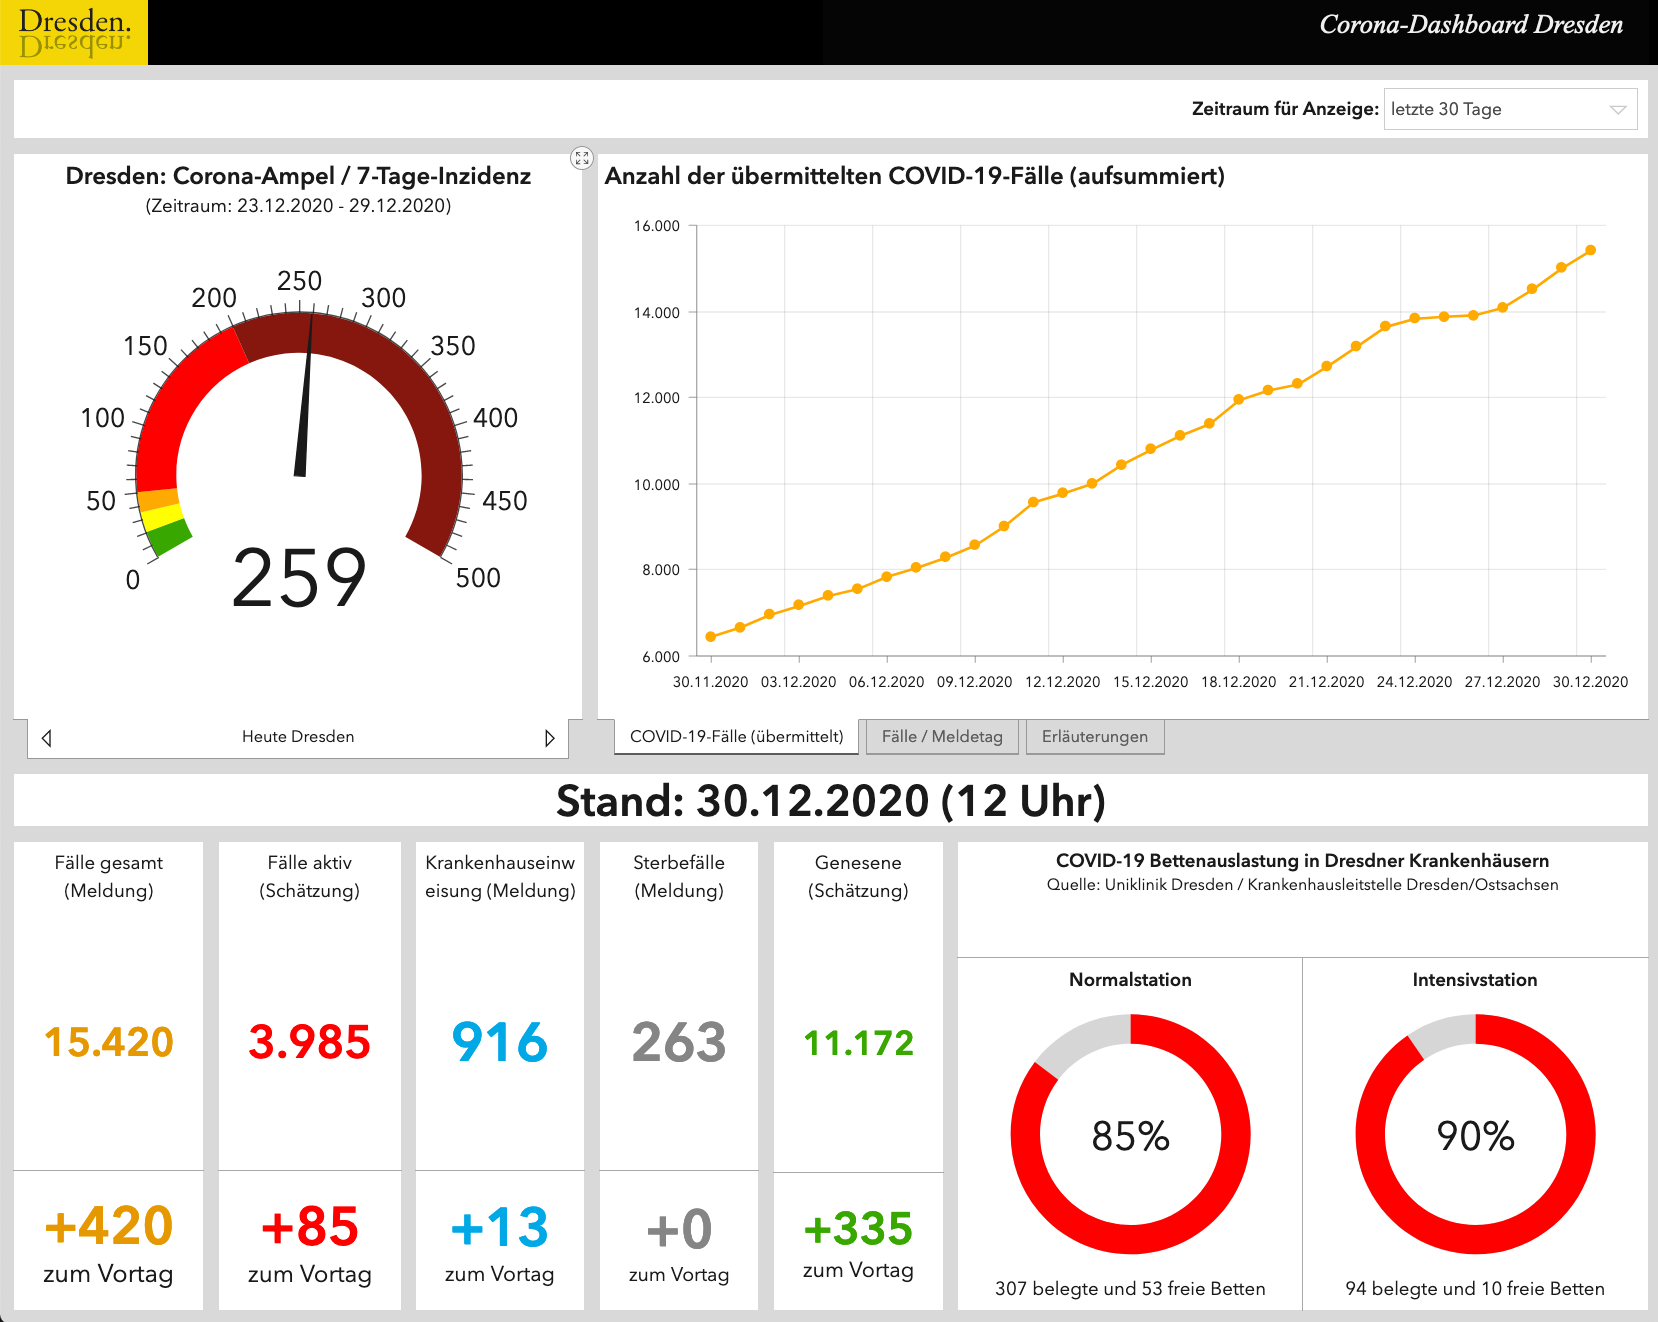 Dresden.
Dresden.
Corona-Dashboard Dresden
Zeitraum für Anzeige: letzte 30 Tage
Dresden: Corona-Ampel / 7-Tage-Inzidenz
(Zeitraum: 23.12.2020 - 29.12.2020)
0
50
100
150
200
250
300
350
400
450
500
259
Heute Dresden
Anzahl der übermittelten COVID-19-Fälle (aufsummiert)
16.000
14.000
12.000
10.000
8.000
6.000
30.11.2020 03.12.2020 06.12.2020 09.12.2020 12.12.2020 15.12.2020 18.12.2020 21.12.2020 24.12.2020 27.12.2020 30.12.2020
COVID-19-Fälle (übermittelt) Fälle / Meldetag Erläuterungen
Stand: 30.12.2020 (12 Uhr)
Fälle gesamt
(Meldung)
15.420
+420
zum Vortag
Fälle aktiv
(Schätzung)
3.985
+85
zum Vortag
Krankenhauseinw
eisung (Meldung)
916
+13
zum Vortag
Sterbefälle
(Meldung)
263
+0
zum Vortag
Genesene
(Schätzung)
11.172
+335
zum Vortag
COVID-19 Bettenauslastung in Dresdner Krankenhäusern
Quelle: Uniklinik Dresden / Krankenhausleitstelle Dresden/Ostsachsen
Normalstation
85%
307 belegte und 53 freie Betten
Intensivstation
90%
94 belegte und 10 freie Betten